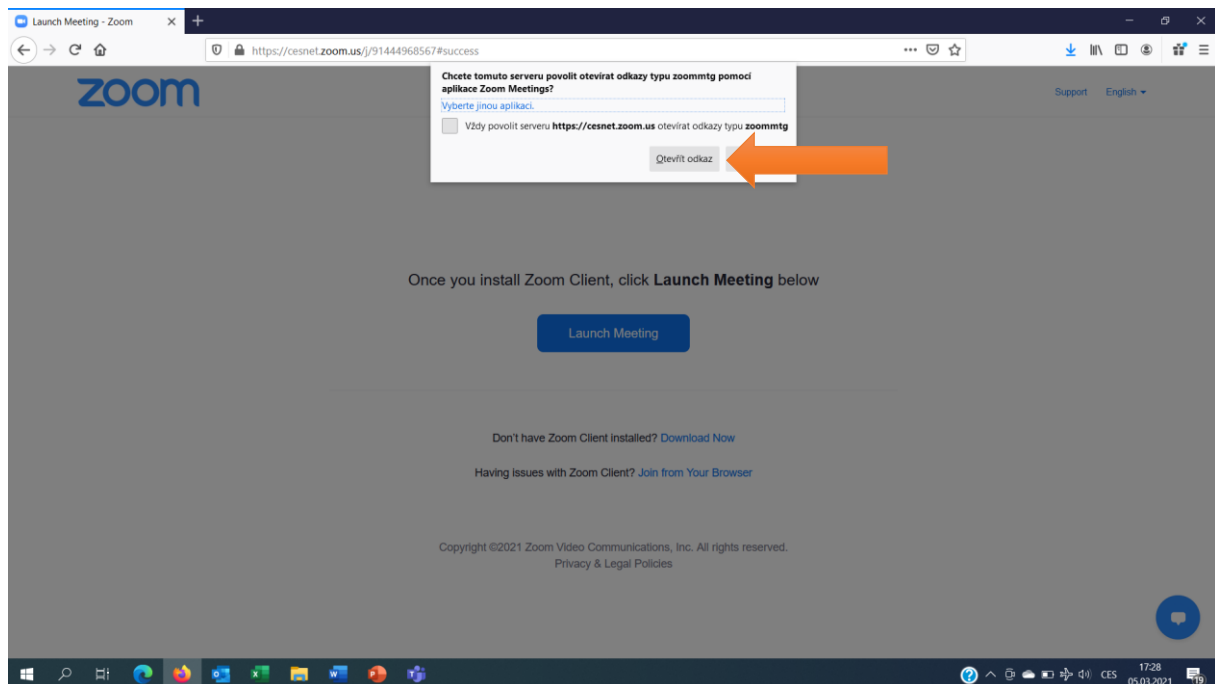 Launch Meeting - Zoom
https://cesnet.zoom.us/j/91444968567#success
zoom
Support English
Chcete tomuto serveru povolit otevírat odkazy typu zoommtg pomocí
aplikace Zoom Meetings?
Vyberte jinou aplikaci.
Vždy povolit serveru https://cesnet.zoom.us otevírat odkazy typu zoommtg
Otevřít odkaz
Once you install Zoom Client, click Launch Meeting below
Launch Meeting
Don't have Zoom Client installed? Download Now
Having issues with Zoom Client? Join from Your Browser
Copyright ©2021 Zoom Video Communications, Inc. All rights reserved.
Privacy & Legal Policies
CES
17:28
05.03.2021
19